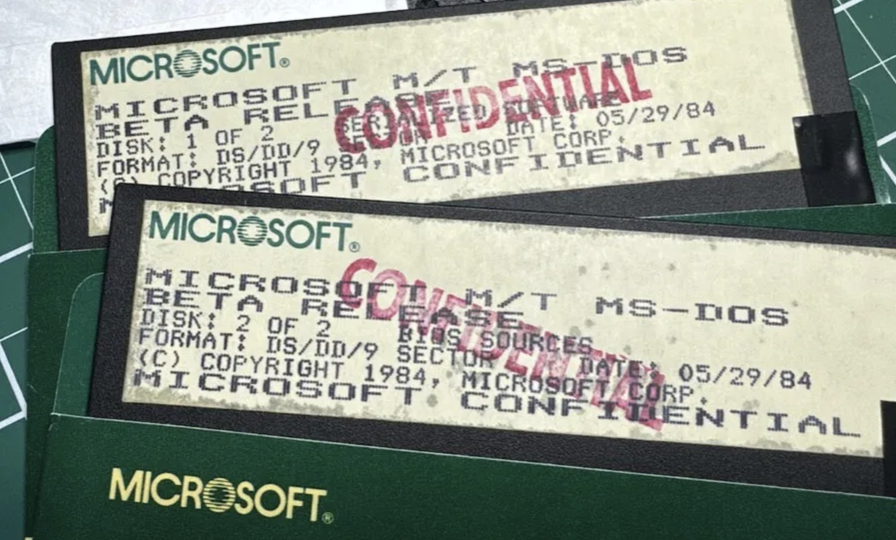 MICROSOFT®
MICROSOFT M/T MS-DOS
BETA RELEASE
SERIALIZED SOFTWARE
DISK: 1 OF 2
FORMAT: DS/DD/9 DATE: 05/29/84
(C) COPYRIGHT 1984, MICROSOFT CORP.
MICROSOFT CONFIDENTIAL
CONFIDENTIAL
MICROSOFT®
MICROSOFT M/T MS-DOS
BETA RELEASE
DISK: 2 OF 2 BIOS SOURCES
FORMAT: DS/DD/9 SECTOR DATE: 05/29/84
(C) COPYRIGHT 1984, MICROSOFT CORP.
MICROSOFT CONFIDENTIAL
CONFIDENTIAL
MICROSOFT®